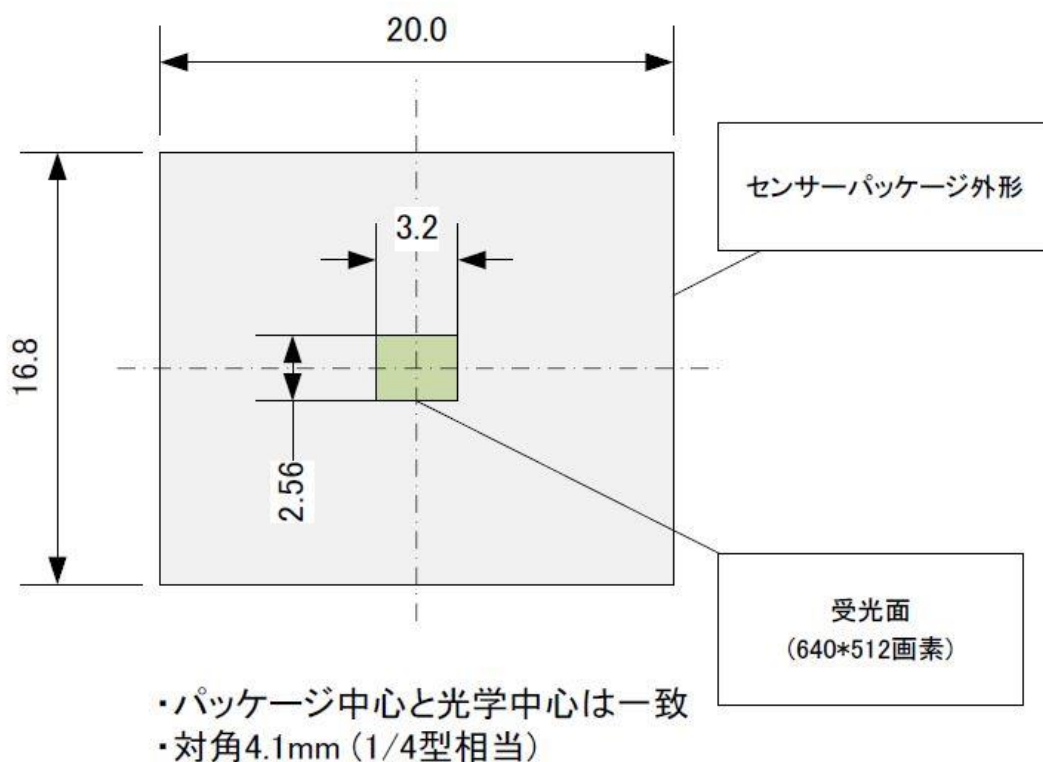 20.0
センサーパッケージ外形
3.2
16.8
2.56
受光面
(640*512画素)
・パッケージ中心と光学中心は一致
・対角4.1mm (1/4型相当)